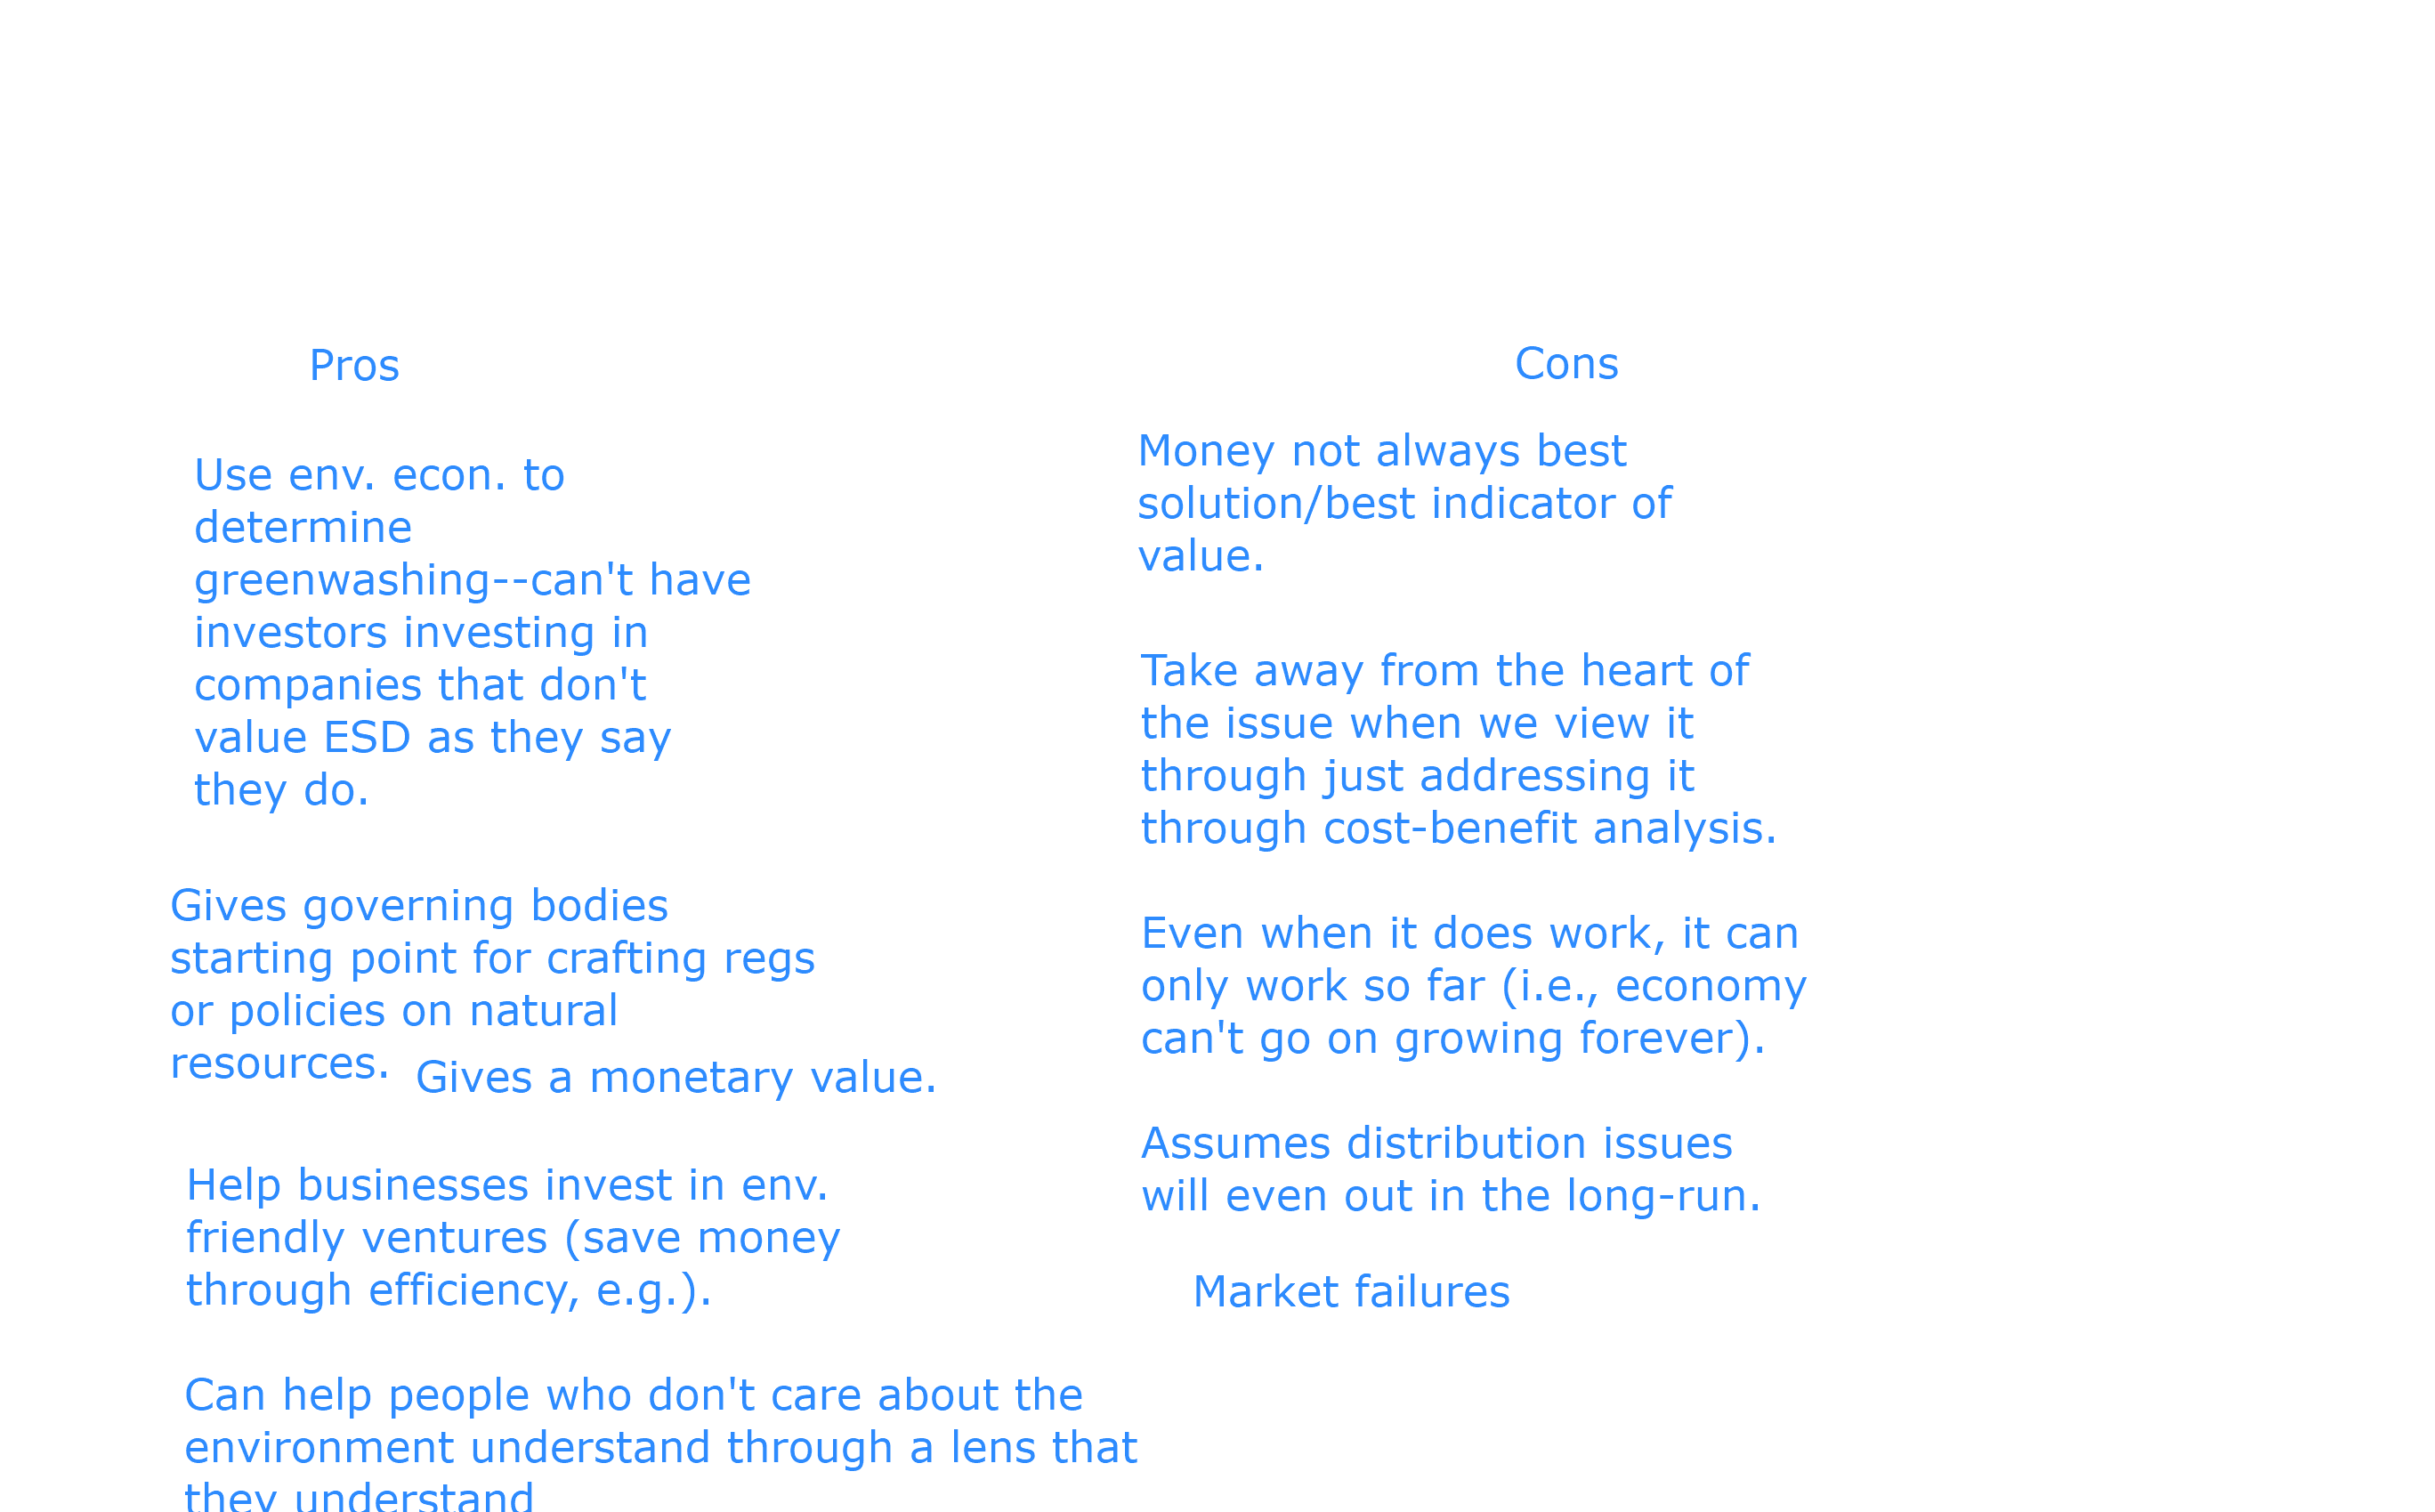 Pros
Use env. econ. to
determine
greenwashing--can't have
investors investing in
companies that don't
value ESD as they say
they do.
Gives governing bodies
starting point for crafting regs
or policies on natural
resources.
Gives a monetary value.
Help businesses invest in env.
friendly ventures (save money
through efficiency, e.g.).
Can help people who don't care about the
environment understand through a lens that
they understand
Cons
Money not always best
solution/best indicator of
value.
Take away from the heart of
the issue when we view it
through just addressing it
through cost-benefit analysis.
Even when it does work, it can
only work so far (i.e., economy
can't go on growing forever).
Assumes distribution issues
will even out in the long-run.
Market failures